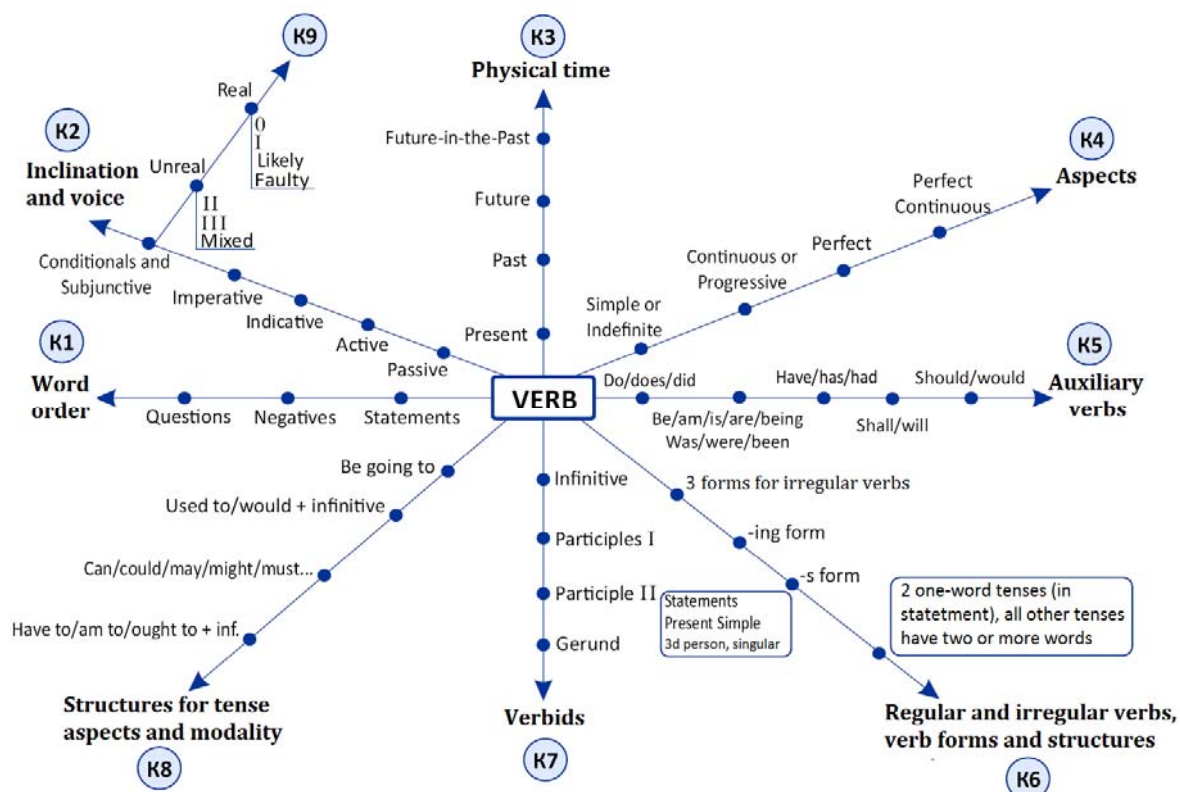 K9
Real
0
I
Likely
Faulty
Unreal
II
III
Mixed
K2
Inclination
and voice
Conditionals and
Subjunctive
Imperative
Indicative
Active
Passive
K3
Physical time
Future-in-the-Past
Future
Past
Present
K4
Aspects
Perfect
Continuous
Perfect
Continuous or
Progressive
Simple or
Indefinite
K1
Word
order
Questions
Negatives
Statements
VERB
K5
Auxiliary
verbs
Do/does/did
Be/am/is/are/being
Was/were/been
Have/has/had
Shall/will
Should/would
Be going to
Used to/would + infinitive
Can/could/may/might/must...
Have to/am to/ought to + inf.
Structures for tense
aspects and modality
K8
Infinitive
Participles I
Participle II
Gerund
Verbids
K7
3 forms for irregular verbs
-ing form
-s form
Statements
Present Simple
3d person, singular
2 one-word tenses (in
statetment), all other tenses
have two or more words
Regular and irregular verbs,
verb forms and structures
K6